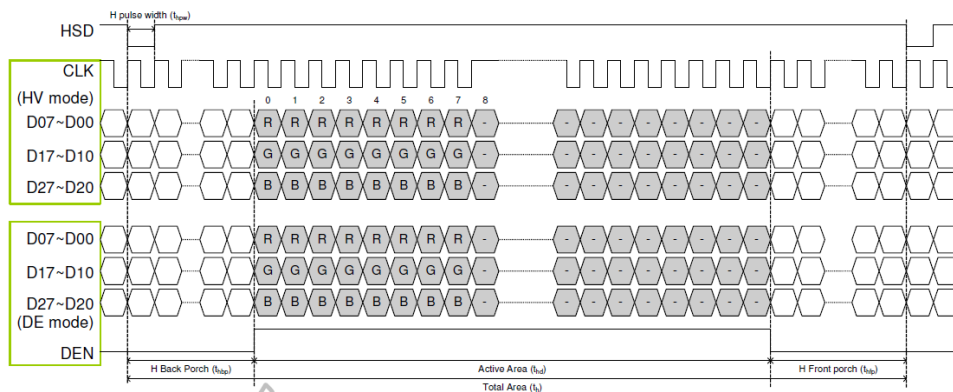 H pulse width (thpw)
HSD
CLK
(HV mode)
0 1 2 3 4 5 6 7 8
D07~D00 R R R R R R R R -  - - - - - - - -
D17~D10 G G G G G G G G -  - - - - - - - -
D27~D20 B B B B B B B B -  - - - - - - - -
D07~D00 R R R R R R R R -  - - - - - - - -
D17~D10 G G G G G G G G -  - - - - - - - -
D27~D20 B B B B B B B B -  - - - - - - - -
(DE mode)
DEN
H Back Porch (thbp) Active Area (thd) H Front porch (thfp)
Total Area (th)